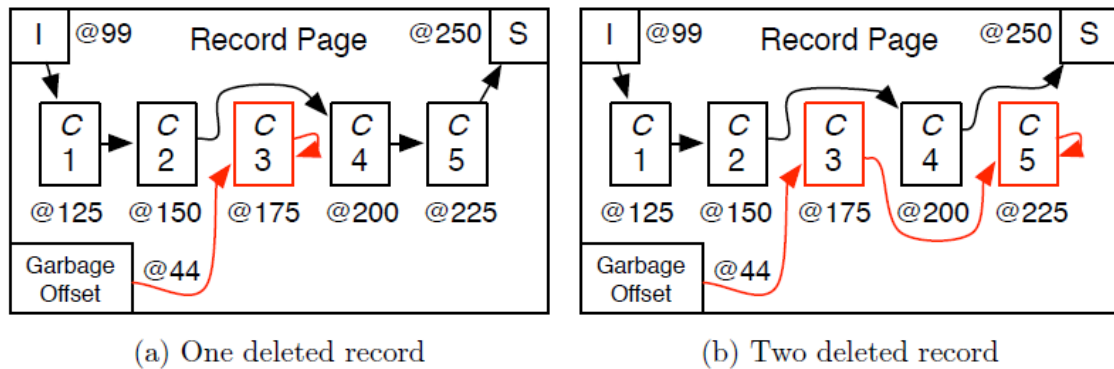 I @99 Record Page @250 S
C C C C C
1 2 3 4 5
@125 @150 @175 @200 @225
Garbage
Offset
@44
(a) One deleted record
I @99 Record Page @250 S
C C C C C
1 2 3 4 5
@125 @150 @175 @200 @225
Garbage
Offset
@44
(b) Two deleted record